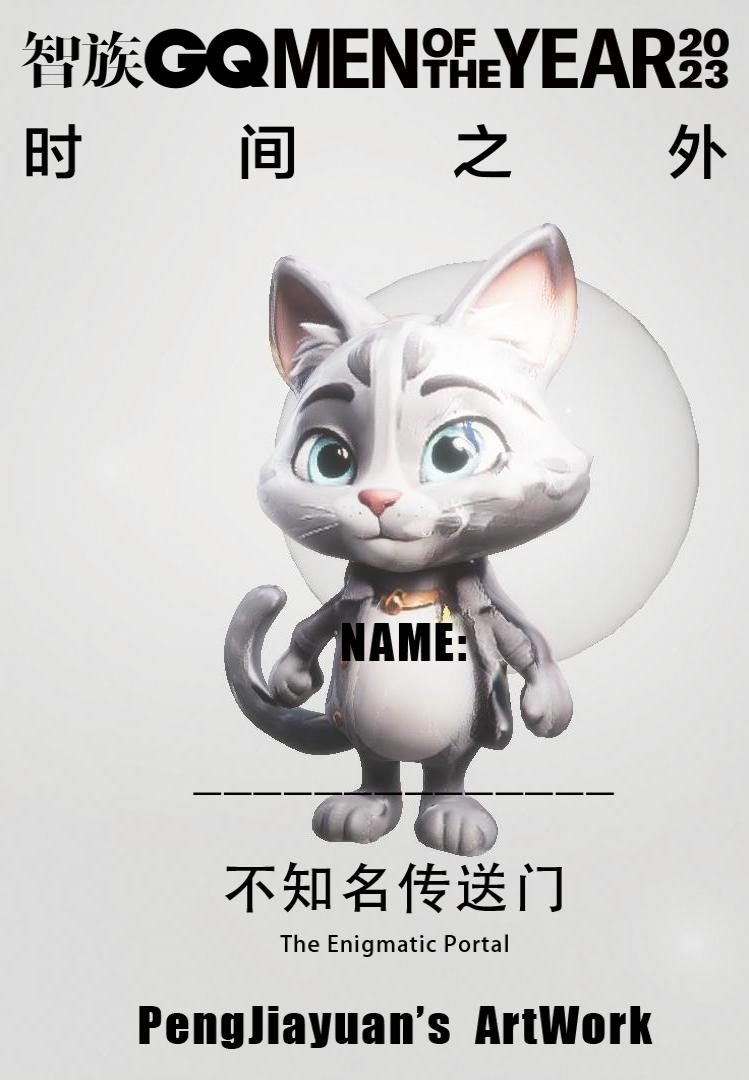 智族GQ MEN OF THE YEAR 2023
时间之外
NAME:
______________
不知名传送门
The Enigmatic Portal
PengJiayuan’s ArtWork